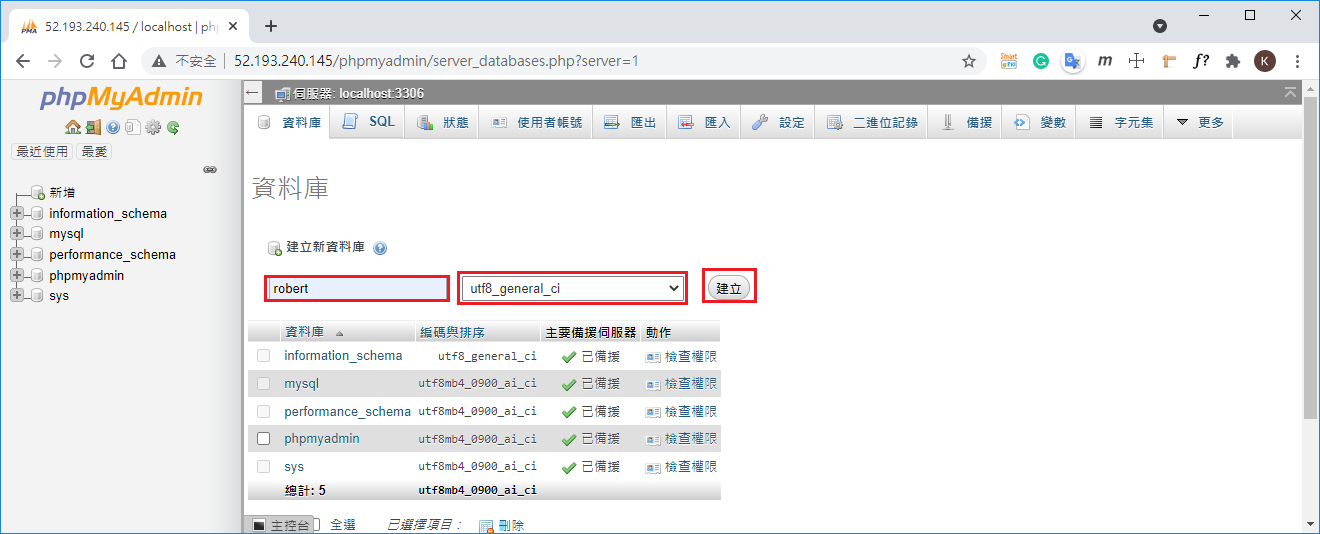 52.193.240.145 / localhost | ph
不安全 | 52.193.240.145/phpmyadmin/server_databases.php?server=1
Smart
m
f?
K
phpMyAdmin
最近使用 最愛
新增
information_schema
mysql
performance_schema
phpmyadmin
sys
伺服器: localhost:3306
資料庫 SQL 狀態 使用者帳號 匯出 匯入 設定 二進位記錄 備援 變數 字元集 更多
資料庫
建立新資料庫
robert utf8_general_ci 建立
資料庫 編碼與排序 主要備援伺服器 動作
information_schema utf8_general_ci 已備援 檢查權限
mysql utf8mb4_0900_ai_ci 已備援 檢查權限
performance_schema utf8mb4_0900_ai_ci 已備援 檢查權限
phpmyadmin utf8mb4_0900_ai_ci 已備援 檢查權限
sys utf8mb4_0900_ai_ci 已備援 檢查權限
總計: 5 utf8mb4_0900_ai_ci
主控台 全選 已選擇項目： 刪除